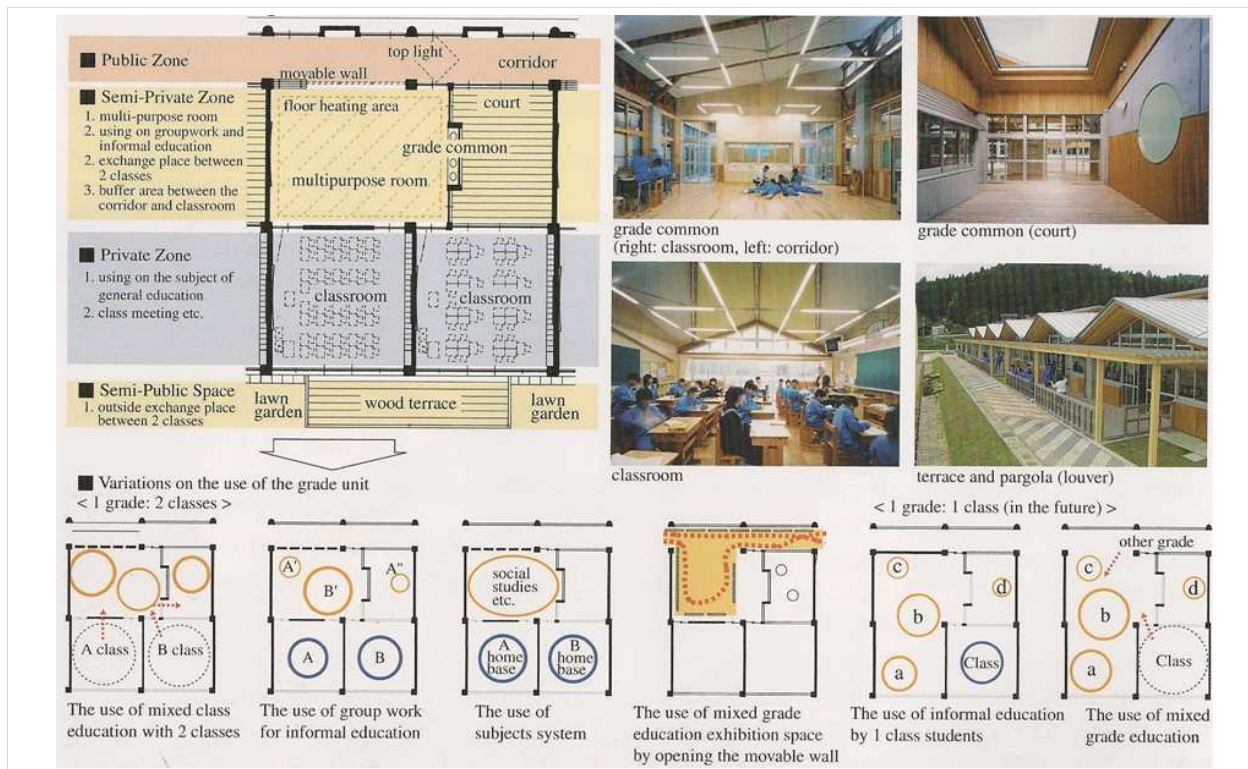 Public Zone
top light
corridor
movable wall
Semi-Private Zone
1. multi-purpose room
2. using on groupwork and
informal education
2. exchange place between
2 classes
3. buffer area between the
corridor and classroom
floor heating area
court
grade common
multipurpose room
Private Zone
1. using on the subject of
general education
2. class meeting etc.
classroom
classroom
Semi-Public Space
1. outside exchange place
between 2 classes
lawn
garden
wood terrace
lawn
garden
grade common
(right: classroom, left: corridor)
grade common (court)
classroom
terrace and pargola (louver)
Variations on the use of the grade unit
< 1 grade: 2 classes >
< 1 grade: 1 class (in the future) >
A class
B class
The use of mixed class
education with 2 classes
A'
B'
A"
A
B
The use of group work
for informal education
social
studies
etc.
A
home
base
B
home
base
The use of
subjects system
The use of mixed grade
education exhibition space
by opening the movable wall
c
d
b
a
Class
The use of informal education
by 1 class students
other grade
c
d
b
a
Class
The use of mixed
grade education